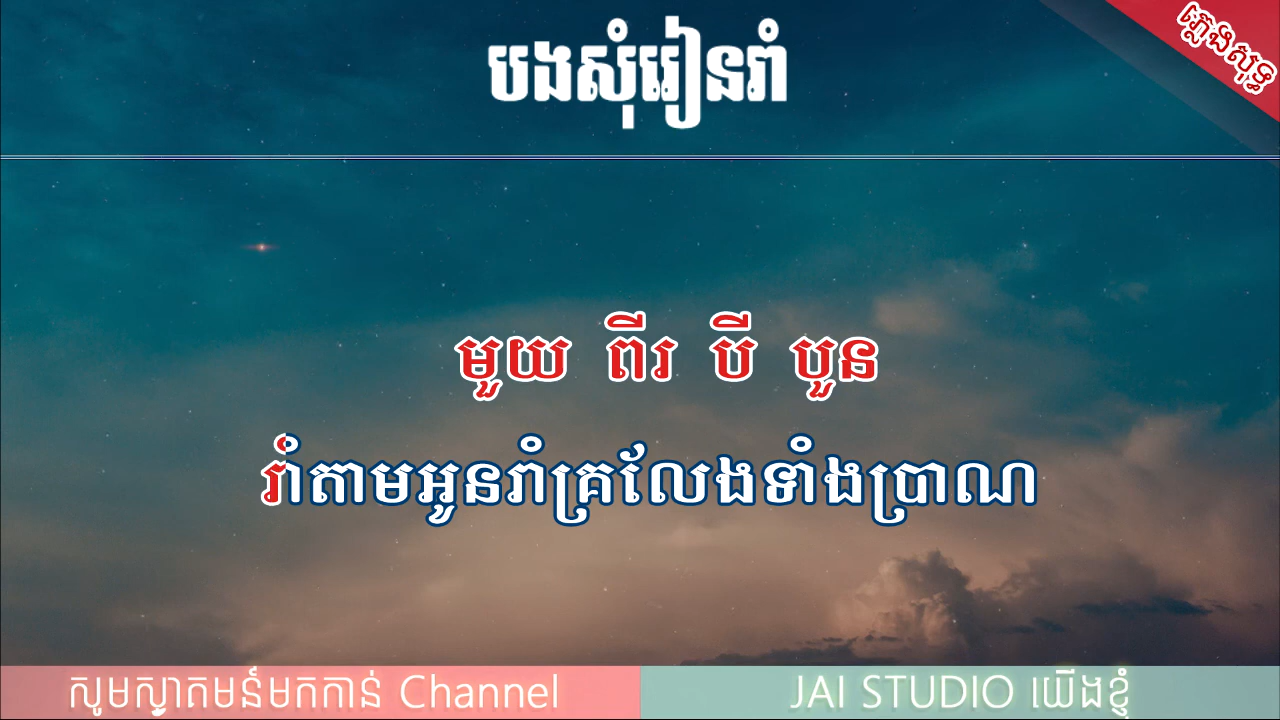 បងសុំរៀនរាំ
ភ្លេងសុទ្ធ
មួយ ពីរ បី បួន
រាំតាមអូនរាំគ្រលែងទាំងប្រាណ
សូមស្វាគមន៍មកកាន់ Channel
JAI STUDIO យើងខ្ញុំ